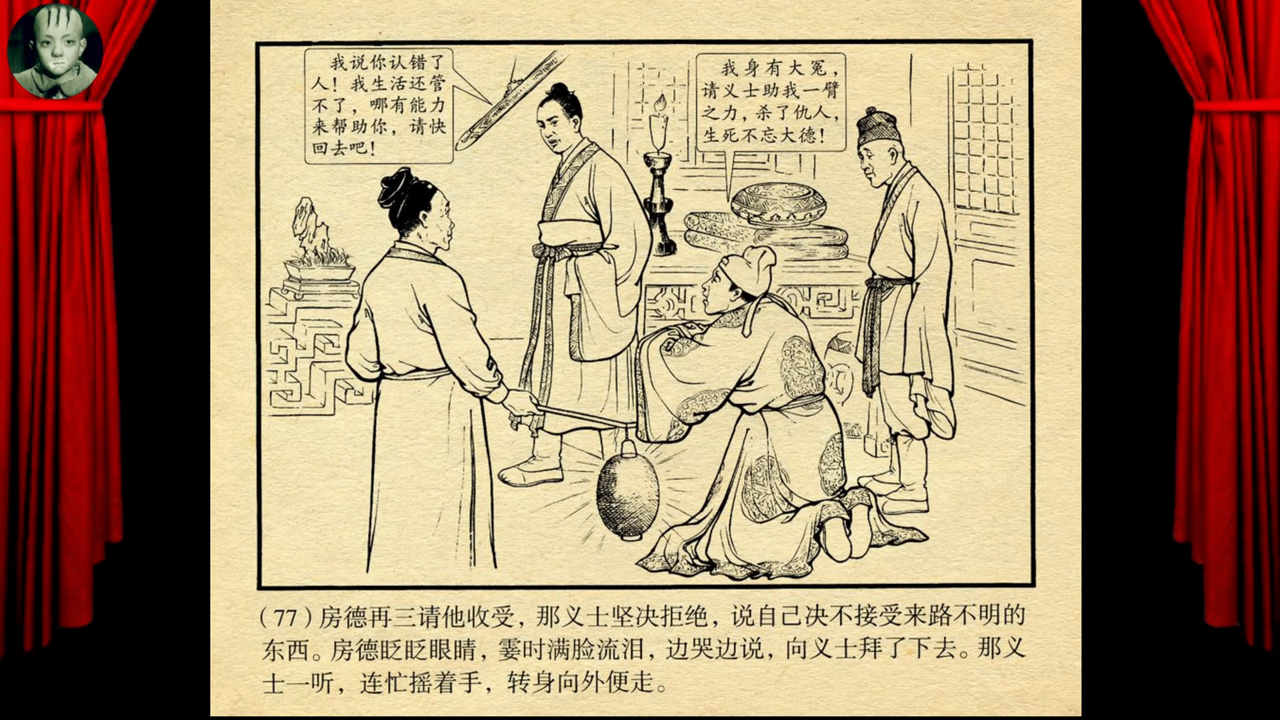 我说你认错了
人！我生活还管
不了，哪有能力
来帮助你，请快
回去吧！
我身有大冤，
请义士助我一臂
之力，杀了仇人，
生死不忘大德！
（77）房德再三请他收受，那义士坚决拒绝，说自己决不接受来路不明的
东西。房德眨眨眼睛，霎时满脸流泪，边哭边说，向义士拜了下去。那义
士一听，连忙摇着手，转身向外便走。